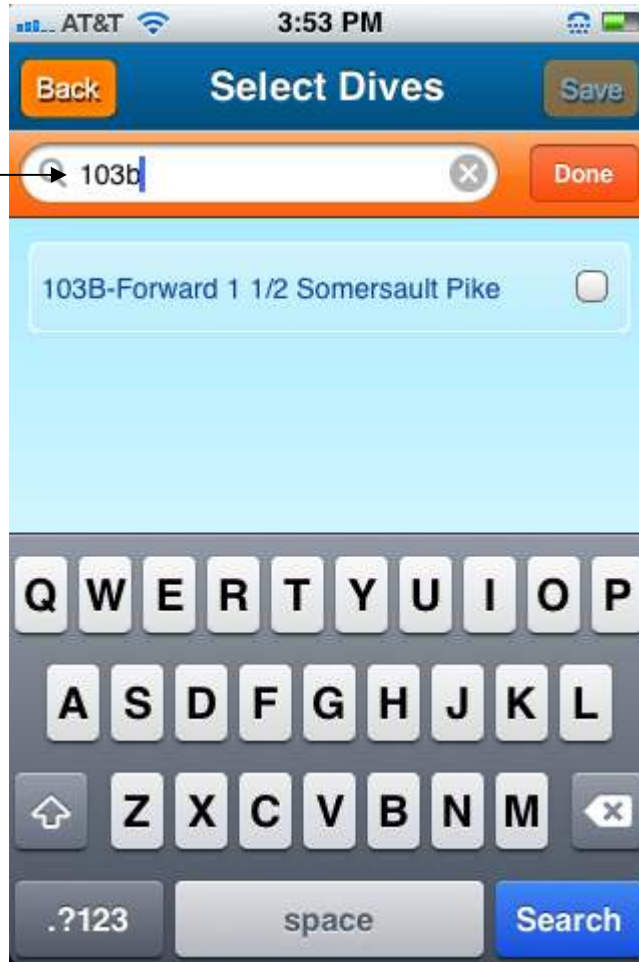 AT&T 3:53 PM
Back Select Dives Save
103b Done
103B-Forward 1 1/2 Somersault Pike
Q W E R T Y U I O P
A S D F G H J K L
Z X C V B N M
.?123 space Search